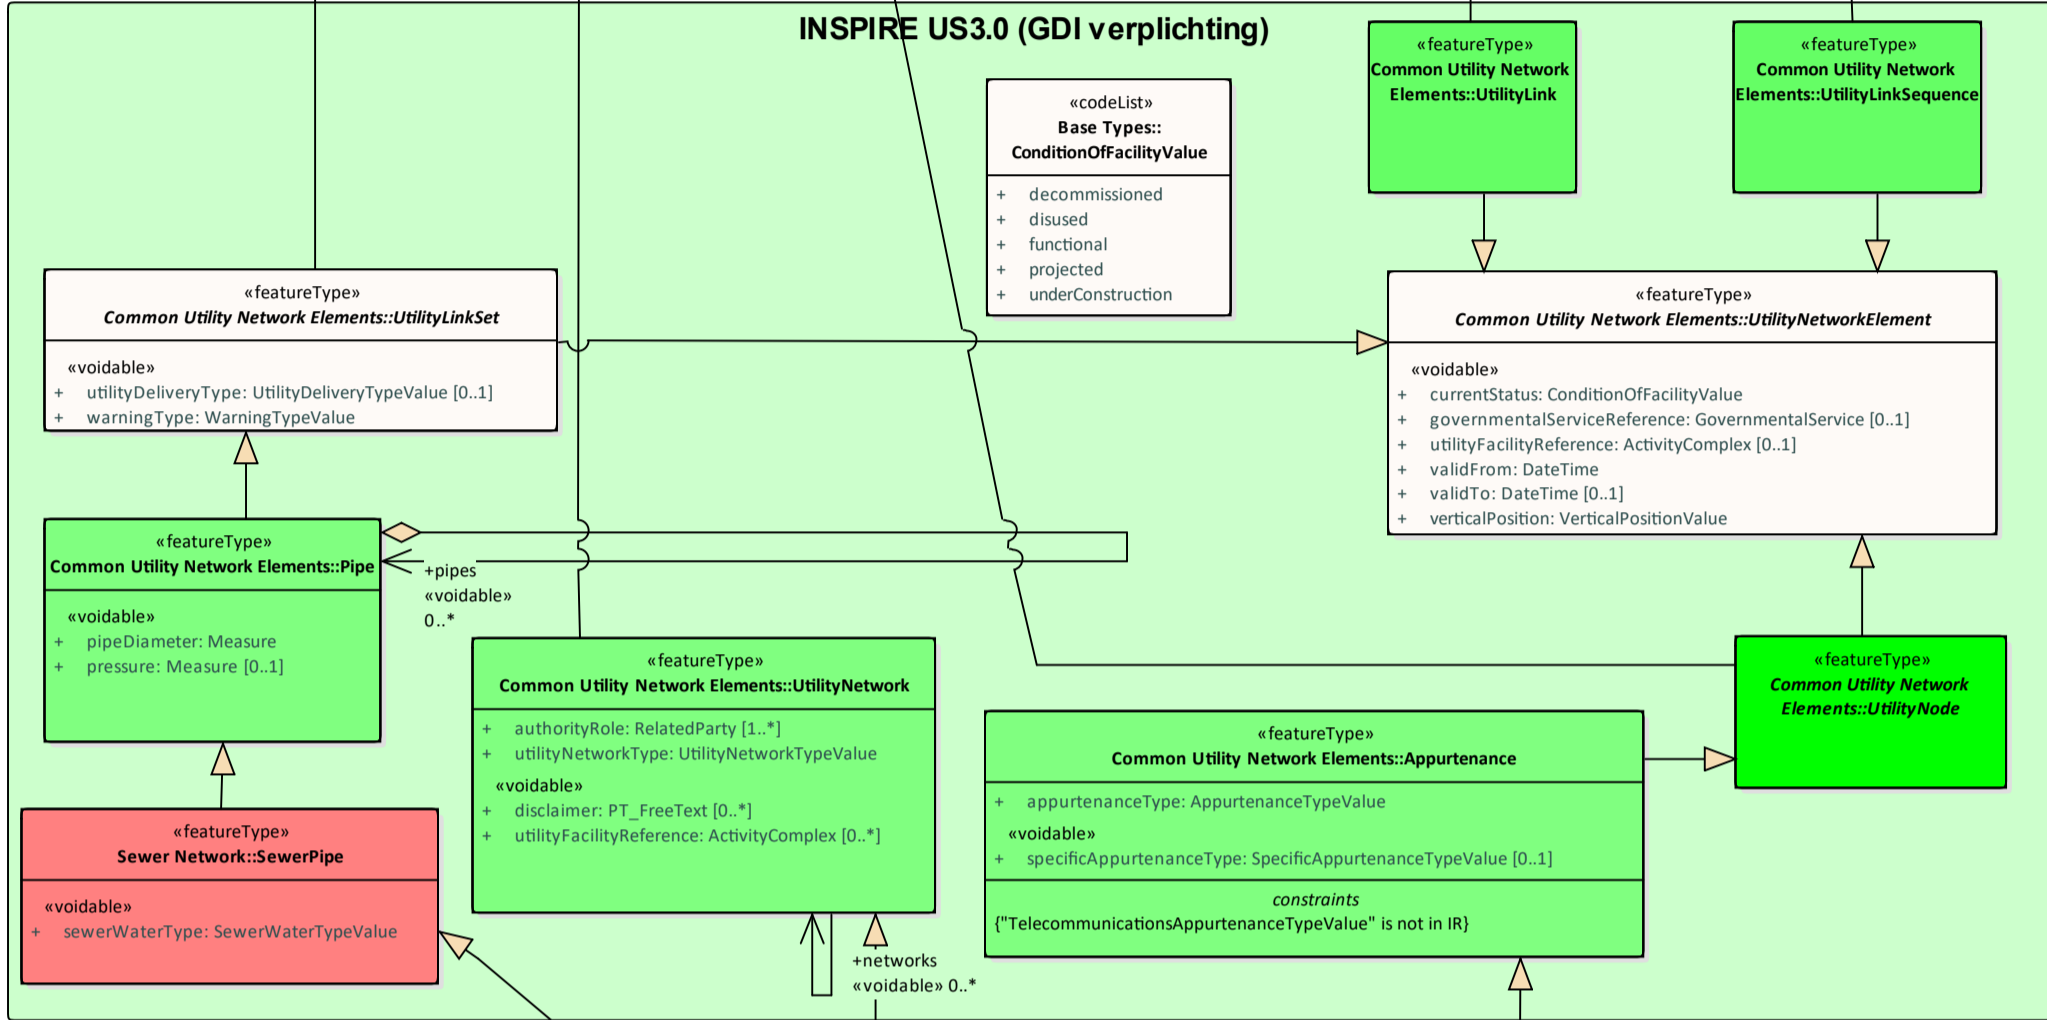 INSPIRE US3.0 (GDI verplichting)
«featureType»
Common Utility Network
Elements::UtilityLink
«featureType»
Common Utility Network
Elements::UtilityLinkSequence
«codeList»
Base Types::
ConditionOfFacilityValue
+ decommissioned
+ disused
+ functional
+ projected
+ underConstruction
«featureType»
Common Utility Network Elements::UtilityLinkSet
«voidable»
+ utilityDeliveryType: UtilityDeliveryTypeValue [0..1]
+ warningType: WarningTypeValue
«featureType»
Common Utility Network Elements::UtilityNetworkElement
«voidable»
+ currentStatus: ConditionOfFacilityValue
+ governmentalServiceReference: GovernmentalService [0..1]
+ utilityFacilityReference: ActivityComplex [0..1]
+ validFrom: DateTime
+ validTo: DateTime [0..1]
+ verticalPosition: VerticalPositionValue
«featureType»
Common Utility Network Elements::Pipe
«voidable»
+ pipeDiameter: Measure
+ pressure: Measure [0..1]
+pipes
«voidable»
0..*
«featureType»
Common Utility Network Elements::UtilityNetwork
+ authorityRole: RelatedParty [1..*]
+ utilityNetworkType: UtilityNetworkTypeValue
«voidable»
+ disclaimer: PT_FreeText [0..*]
+ utilityFacilityReference: ActivityComplex [0..*]
«featureType»
Common Utility Network
Elements::UtilityNode
«featureType»
Common Utility Network Elements::Appurtenance
+ appurtenanceType: AppurtenanceTypeValue
«voidable»
+ specificAppurtenanceType: SpecificAppurtenanceTypeValue [0..1]
constraints
{"TelecommunicationsAppurtenanceTypeValue" is not in IR}
«featureType»
Sewer Network::SewerPipe
«voidable»
+ sewerWaterType: SewerWaterTypeValue
+networks
«voidable» 0..*